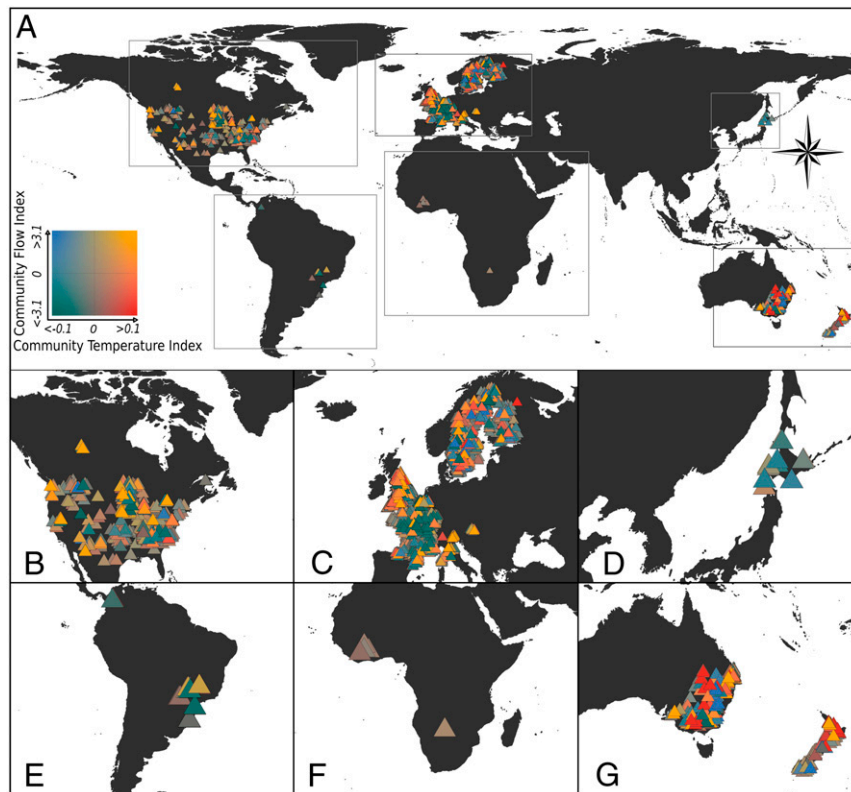 A
Community Flow Index
>3.1
0
<-3.1
<-0.1 0 >0.1
Community Temperature Index
B
C
D
E
F
G